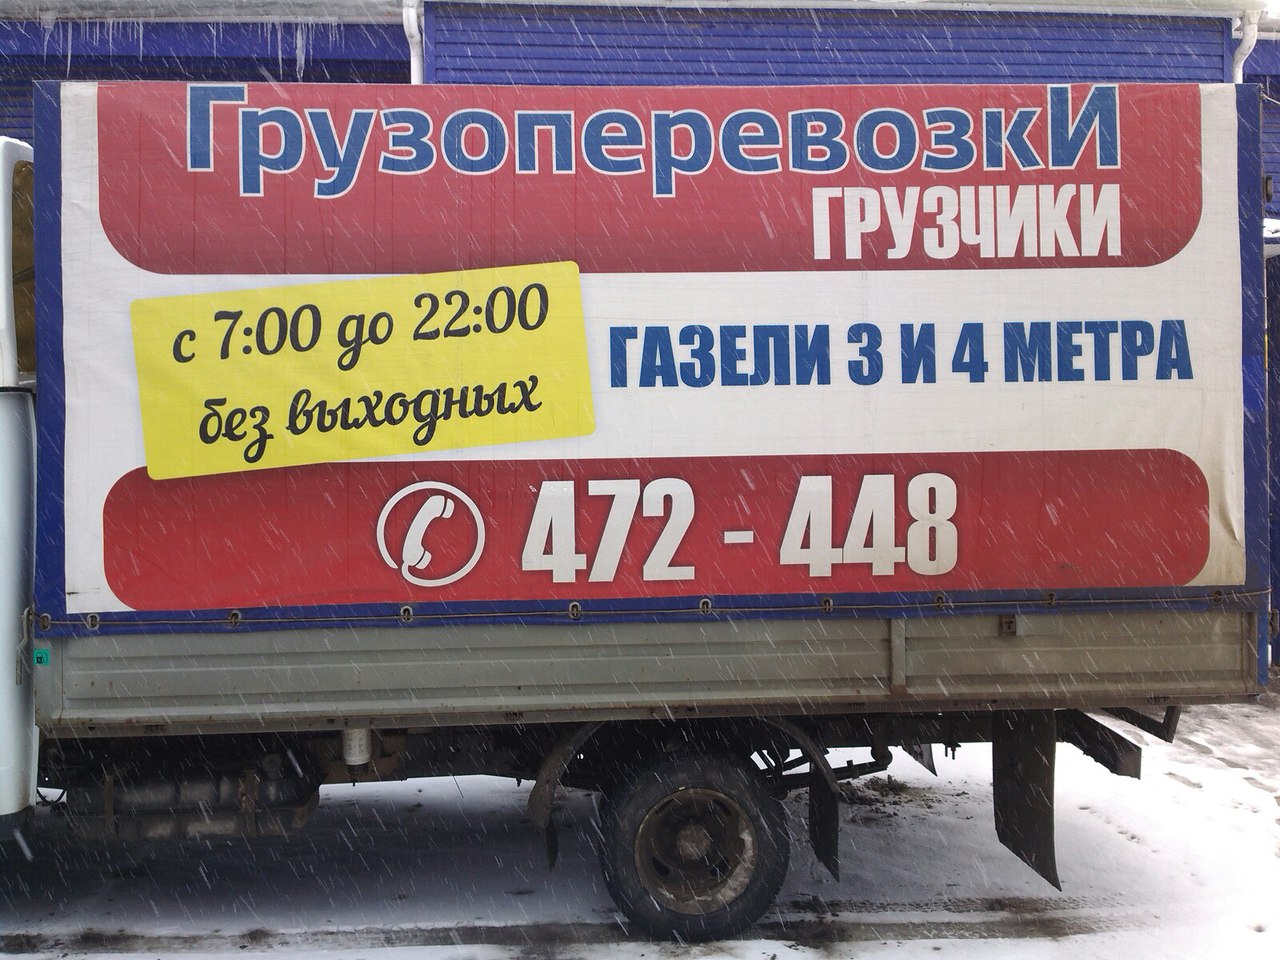 ГрузоперевозкИ
ГРУЗЧИКИ
с 7:00 до 22:00
без выходных
ГАЗЕЛИ 3 И 4 МЕТРА
472 - 448